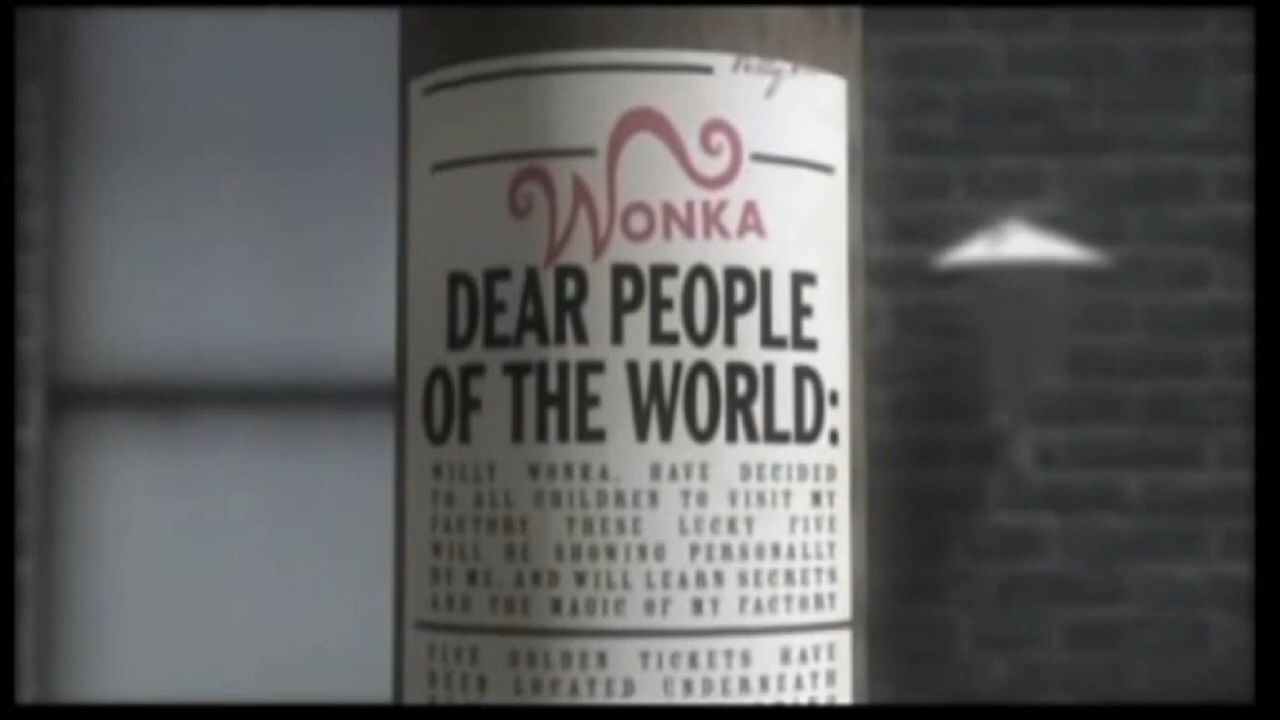 WONKA
DEAR PEOPLE
OF THE WORLD:
WILLY WONKA, HAVE DECIDED
TO ALL CHILDREN TO VISIT MY
FACTORY THESE LUCKY FIVE
WILL BE SHOWING PERSONALLY
BY ME, AND WILL LEARN SECRETS
AND THE MAGIC OF MY FACTORY
FIVE GOLDEN TICKETS HAVE
BEEN LOCATED UNDERNEATH